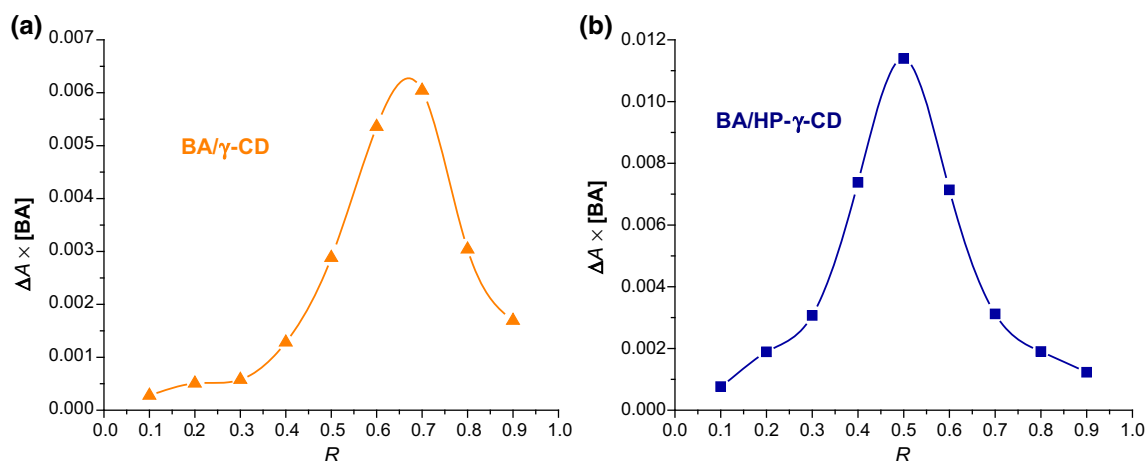 (a)
0.007
0.006
0.005
0.004
0.003
0.002
0.001
0.000
ΔA × [BA]
BA/γ-CD
0.0 0.1 0.2 0.3 0.4 0.5 0.6 0.7 0.8 0.9 1.0
R
(b)
0.012
0.010
0.008
0.006
0.004
0.002
0.000
ΔA × [BA]
BA/HP-γ-CD
0.0 0.1 0.2 0.3 0.4 0.5 0.6 0.7 0.8 0.9 1.0
R